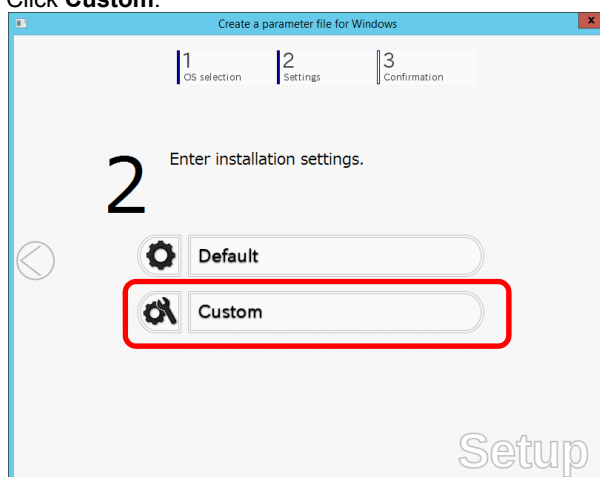 Click Custom.
Create a parameter file for Windows
x
1
OS selection
2
Settings
3
Confirmation
2
Enter installation settings.
Default
Custom
Setup